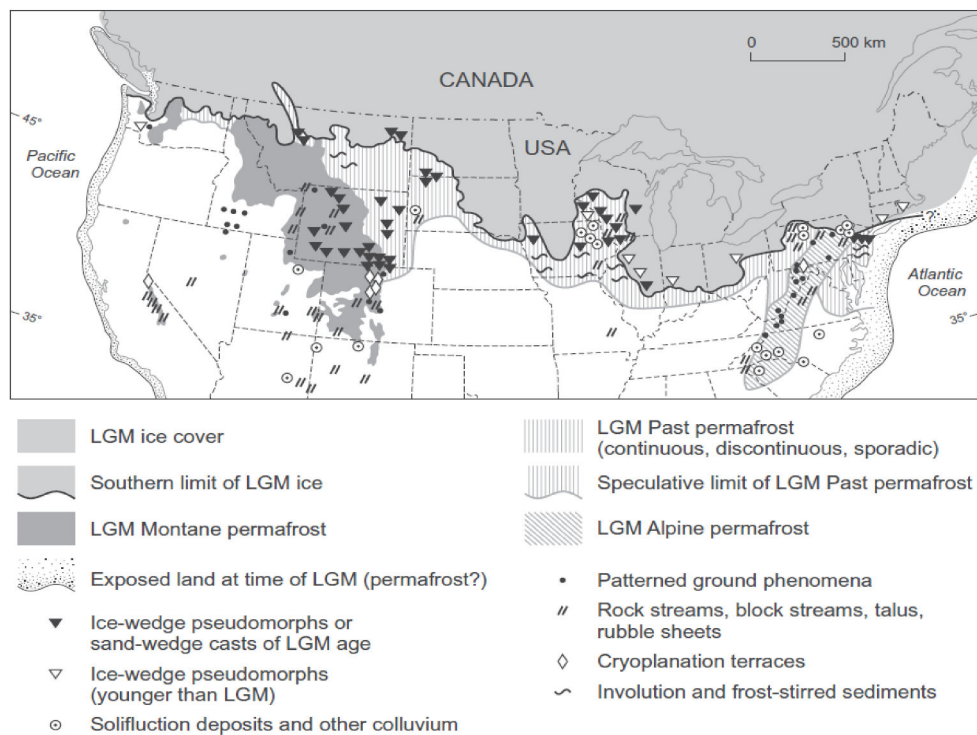 0 500 km
CANADA
USA
45°
Pacific
Ocean
35°
?
Atlantic
Ocean
35°
LGM ice cover
Southern limit of LGM ice
LGM Montane permafrost
Exposed land at time of LGM (permafrost?)
Ice-wedge pseudomorphs or
sand-wedge casts of LGM age
Ice-wedge pseudomorphs
(younger than LGM)
Solifluction deposits and other colluvium
LGM Past permafrost
(continuous, discontinuous, sporadic)
Speculative limit of LGM Past permafrost
LGM Alpine permafrost
Patterned ground phenomena
Rock streams, block streams, talus,
rubble sheets
Cryoplanation terraces
Involution and frost-stirred sediments